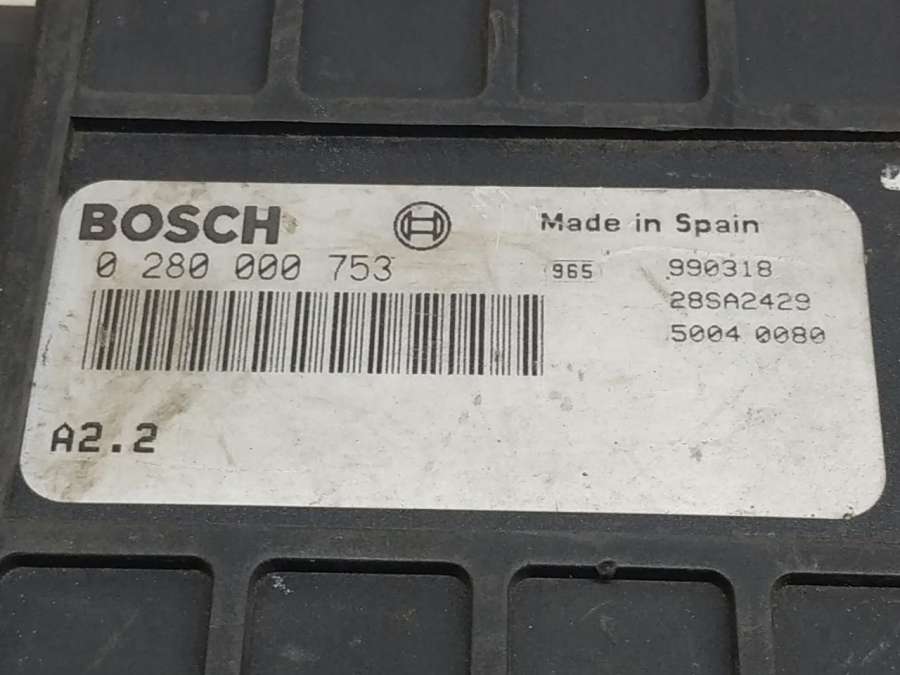 BOSCH Made in Spain
0 280 000 753 965 990318
28SA2429
5004 0080
A2.2